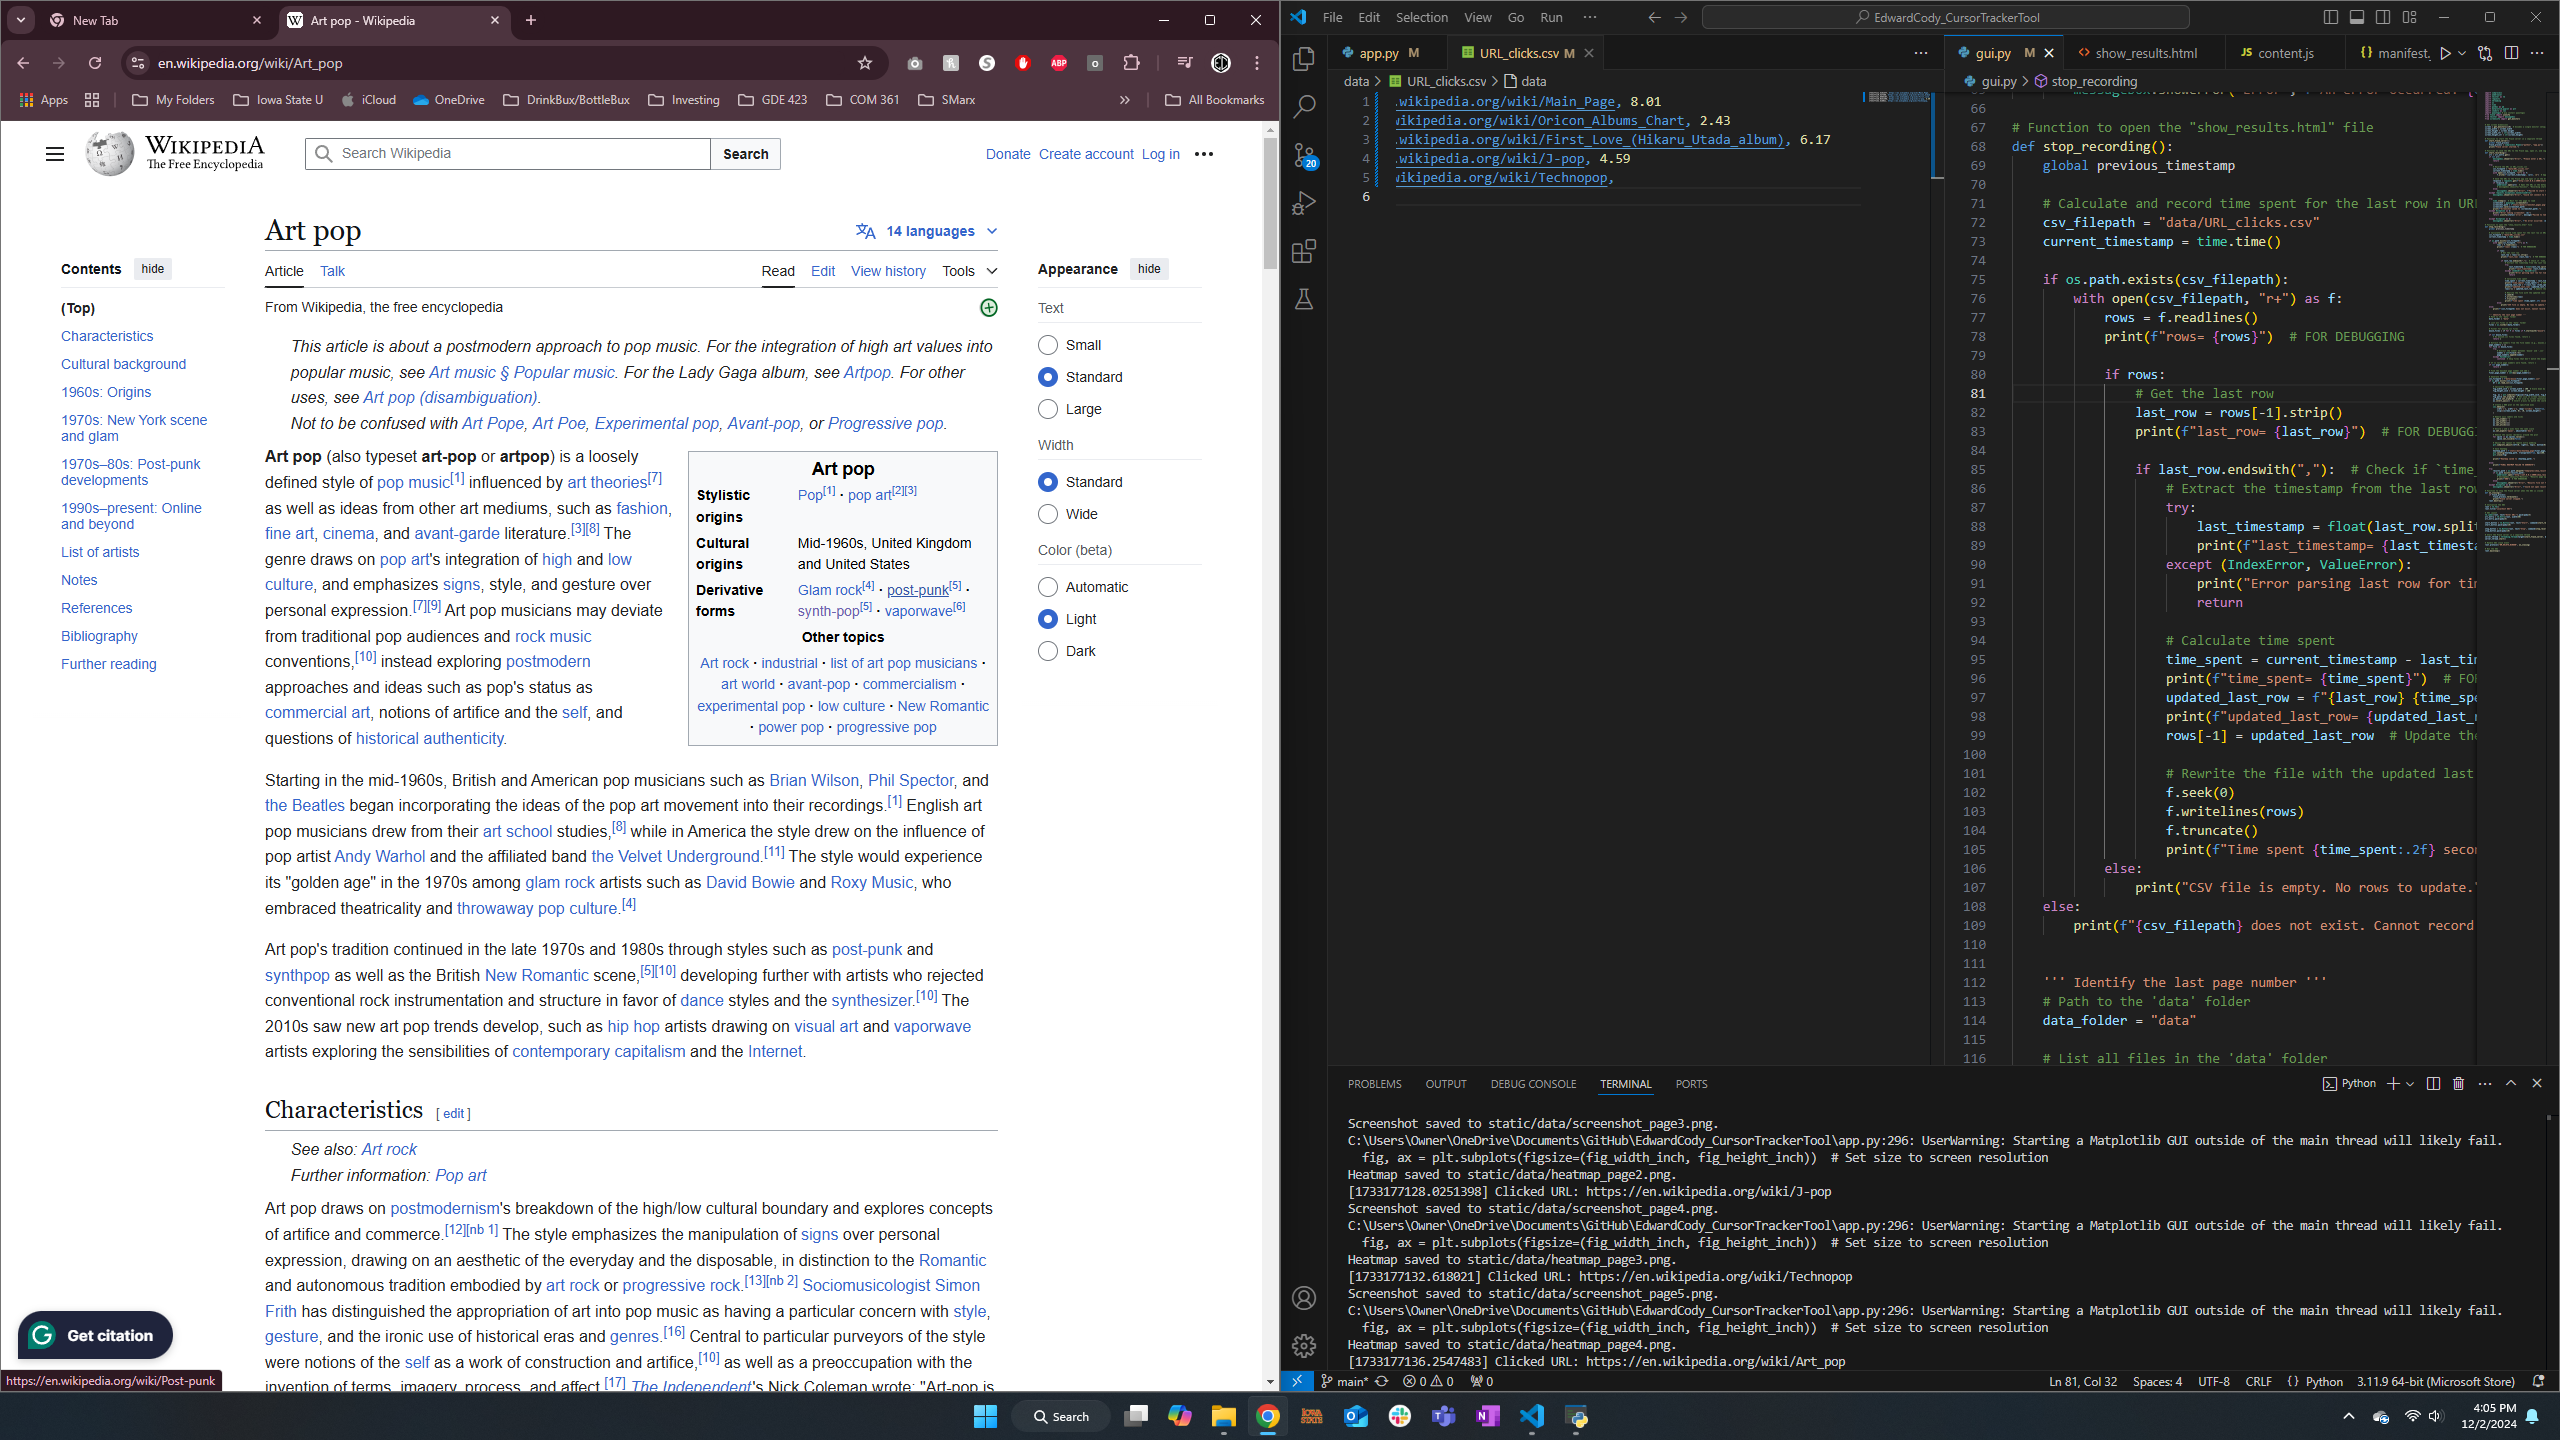 New Tab
Art pop - Wikipedia
en.wikipedia.org/wiki/Art_pop
Apps
My Folders
Iowa State U
iCloud
OneDrive
DrinkBux/BottleBux
Investing
GDE 423
COM 361
SMarx
All Bookmarks
WIKIPEDIA
The Free Encyclopedia
Search Wikipedia
Search
Donate Create account Log in
Contents hide
(Top)
Characteristics
Cultural background
1960s: Origins
1970s: New York scene
and glam
1970s–80s: Post-punk
developments
1990s–present: Online
and beyond
List of artists
Notes
References
Bibliography
Further reading
Art pop
14 languages
Article Talk
Read Edit View history Tools
From Wikipedia, the free encyclopedia
This article is about a postmodern approach to pop music. For the integration of high art values into
popular music, see Art music § Popular music. For the Lady Gaga album, see Artpop. For other
uses, see Art pop (disambiguation).
Not to be confused with Art Pope, Art Poe, Experimental pop, Avant-pop, or Progressive pop.
Art pop (also typeset art-pop or artpop) is a loosely
defined style of pop music[1] influenced by art theories[7]
as well as ideas from other art mediums, such as fashion,
fine art, cinema, and avant-garde literature.[3][8] The
genre draws on pop art's integration of high and low
culture, and emphasizes signs, style, and gesture over
personal expression.[7][9] Art pop musicians may deviate
from traditional pop audiences and rock music
conventions,[10] instead exploring postmodern
approaches and ideas such as pop's status as
commercial art, notions of artifice and the self, and
questions of historical authenticity.
Art pop
Stylistic origins Pop[1] · pop art[2][3]
Cultural origins Mid-1960s, United Kingdom
and United States
Derivative forms Glam rock[4] · post-punk[5] ·
synth-pop[5] · vaporwave[6]
Other topics
Art rock · industrial · list of art pop musicians ·
art world · avant-pop · commercialism ·
experimental pop · low culture · New Romantic
· power pop · progressive pop
Starting in the mid-1960s, British and American pop musicians such as Brian Wilson, Phil Spector, and
the Beatles began incorporating the ideas of the pop art movement into their recordings.[1] English art
pop musicians drew from their art school studies,[8] while in America the style drew on the influence of
pop artist Andy Warhol and the affiliated band the Velvet Underground.[11] The style would experience
its "golden age" in the 1970s among glam rock artists such as David Bowie and Roxy Music, who
embraced theatricality and throwaway pop culture.[4]
Art pop's tradition continued in the late 1970s and 1980s through styles such as post-punk and
synthpop as well as the British New Romantic scene,[5][10] developing further with artists who rejected
conventional rock instrumentation and structure in favor of dance styles and the synthesizer.[10] The
2010s saw new art pop trends develop, such as hip hop artists drawing on visual art and vaporwave
artists exploring the sensibilities of contemporary capitalism and the Internet.
Characteristics [ edit ]
See also: Art rock
Further information: Pop art
Art pop draws on postmodernism's breakdown of the high/low cultural boundary and explores concepts
of artifice and commerce.[12][nb 1] The style emphasizes the manipulation of signs over personal
expression, drawing on an aesthetic of the everyday and the disposable, in distinction to the Romantic
and autonomous tradition embodied by art rock or progressive rock.[13][nb 2] Sociomusicologist Simon
Frith has distinguished the appropriation of art into pop music as having a particular concern with style,
gesture, and the ironic use of historical eras and genres.[16] Central to particular purveyors of the style
were notions of the self as a work of construction and artifice,[10] as well as a preoccupation with the
invention of terms, imagery, process, and affect.[17] The Independent's Nick Coleman wrote: "Art-pop is
Appearance hide
Text
Small
Standard
Large
Width
Standard
Wide
Color (beta)
Automatic
Light
Dark
Get citation
https://en.wikipedia.org/wiki/Post-punk
File Edit Selection View Go Run ···
EdwardCody_CursorTrackerTool
app.py M
URL_clicks.csv M
data > URL_clicks.csv > data
1 .wikipedia.org/wiki/Main_Page, 8.01
2 wikipedia.org/wiki/Oricon_Albums_Chart, 2.43
3 .wikipedia.org/wiki/First_Love_(Hikaru_Utada_album), 6.17
4 .wikipedia.org/wiki/J-pop, 4.59
5 wikipedia.org/wiki/Technopop,
6
20
gui.py M
show_results.html
JS content.js
{} manifest.
gui.py > stop_recording
66
67 # Function to open the "show_results.html" file
68 def stop_recording():
69 global previous_timestamp
70
71 # Calculate and record time spent for the last row in URL
72 csv_filepath = "data/URL_clicks.csv"
73 current_timestamp = time.time()
74
75 if os.path.exists(csv_filepath):
76 with open(csv_filepath, "r+") as f:
77 rows = f.readlines()
78 print(f"rows= {rows}") # FOR DEBUGGING
79
80 if rows:
81 # Get the last row
82 last_row = rows[-1].strip()
83 print(f"last_row= {last_row}") # FOR DEBUGGI
84
85 if last_row.endswith(","): # Check if `time_
86 # Extract the timestamp from the last row
87 try:
88 last_timestamp = float(last_row.split
89 print(f"last_timestamp= {last_timesta
90 except (IndexError, ValueError):
91 print("Error parsing last row for tim
92 return
93
94 # Calculate time spent
95 time_spent = current_timestamp - last_tim
96 print(f"time_spent= {time_spent}") # FO
97 updated_last_row = f"{last_row} {time_spe
98 print(f"updated_last_row= {updated_last_r
99 rows[-1] = updated_last_row # Update the
100
101 # Rewrite the file with the updated last
102 f.seek(0)
103 f.writelines(rows)
104 f.truncate()
105 print(f"Time spent {time_spent:.2f} secon
106 else:
107 print("CSV file is empty. No rows to update.
108 else:
109 print(f"{csv_filepath} does not exist. Cannot record
110
111
112 ''' Identify the last page number '''
113 # Path to the 'data' folder
114 data_folder = "data"
115
116 # List all files in the 'data' folder
PROBLEMS OUTPUT DEBUG CONSOLE TERMINAL PORTS
Python
Screenshot saved to static/data/screenshot_page3.png.
C:\Users\Owner\OneDrive\Documents\GitHub\EdwardCody_CursorTrackerTool\app.py:296: UserWarning: Starting a Matplotlib GUI outside of the main thread will likely fail.
fig, ax = plt.subplots(figsize=(fig_width_inch, fig_height_inch)) # Set size to screen resolution
Heatmap saved to static/data/heatmap_page2.png.
[1733177128.0251398] Clicked URL: https://en.wikipedia.org/wiki/J-pop
Screenshot saved to static/data/screenshot_page4.png.
C:\Users\Owner\OneDrive\Documents\GitHub\EdwardCody_CursorTrackerTool\app.py:296: UserWarning: Starting a Matplotlib GUI outside of the main thread will likely fail.
fig, ax = plt.subplots(figsize=(fig_width_inch, fig_height_inch)) # Set size to screen resolution
Heatmap saved to static/data/heatmap_page3.png.
[1733177132.618021] Clicked URL: https://en.wikipedia.org/wiki/Technopop
Screenshot saved to static/data/screenshot_page5.png.
C:\Users\Owner\OneDrive\Documents\GitHub\EdwardCody_CursorTrackerTool\app.py:296: UserWarning: Starting a Matplotlib GUI outside of the main thread will likely fail.
fig, ax = plt.subplots(figsize=(fig_width_inch, fig_height_inch)) # Set size to screen resolution
Heatmap saved to static/data/heatmap_page4.png.
[1733177136.2547483] Clicked URL: https://en.wikipedia.org/wiki/Art_pop
main* 0 0 0
Ln 81, Col 32 Spaces: 4 UTF-8 CRLF {} Python 3.11.9 64-bit (Microsoft Store)
Search
4:05 PM
12/2/2024